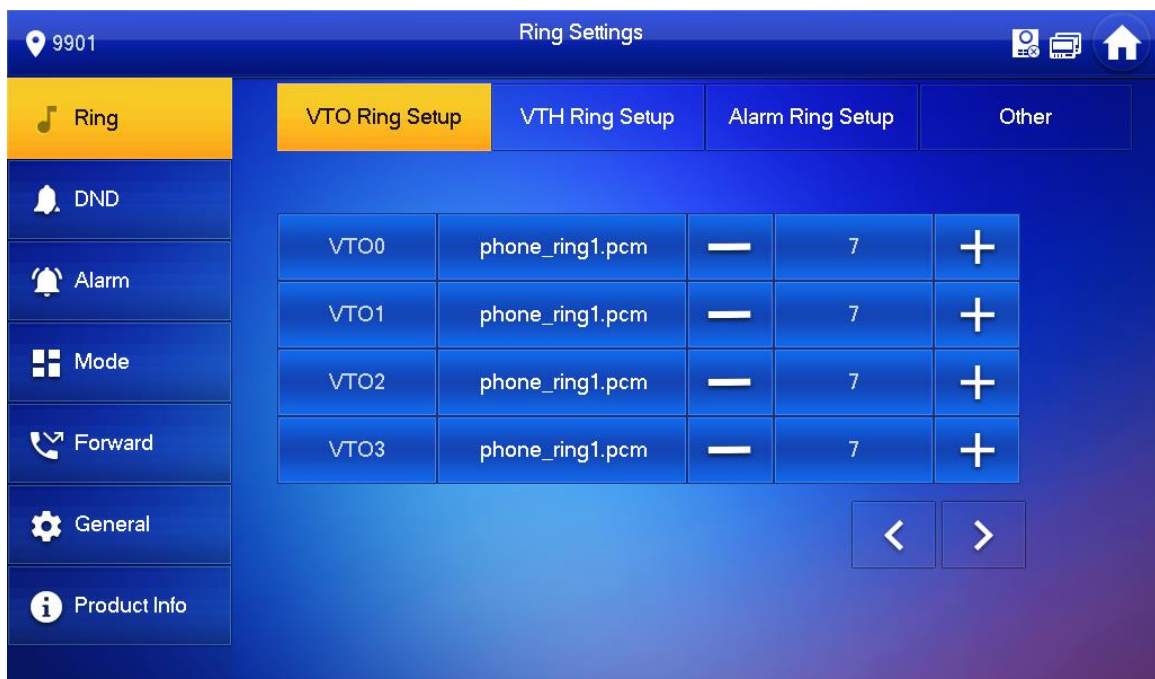 9901
Ring Settings
Ring
DND
Alarm
Mode
Forward
General
Product Info
VTO Ring Setup
VTH Ring Setup
Alarm Ring Setup
Other
VTO0 phone_ring1.pcm 7
VTO1 phone_ring1.pcm 7
VTO2 phone_ring1.pcm 7
VTO3 phone_ring1.pcm 7